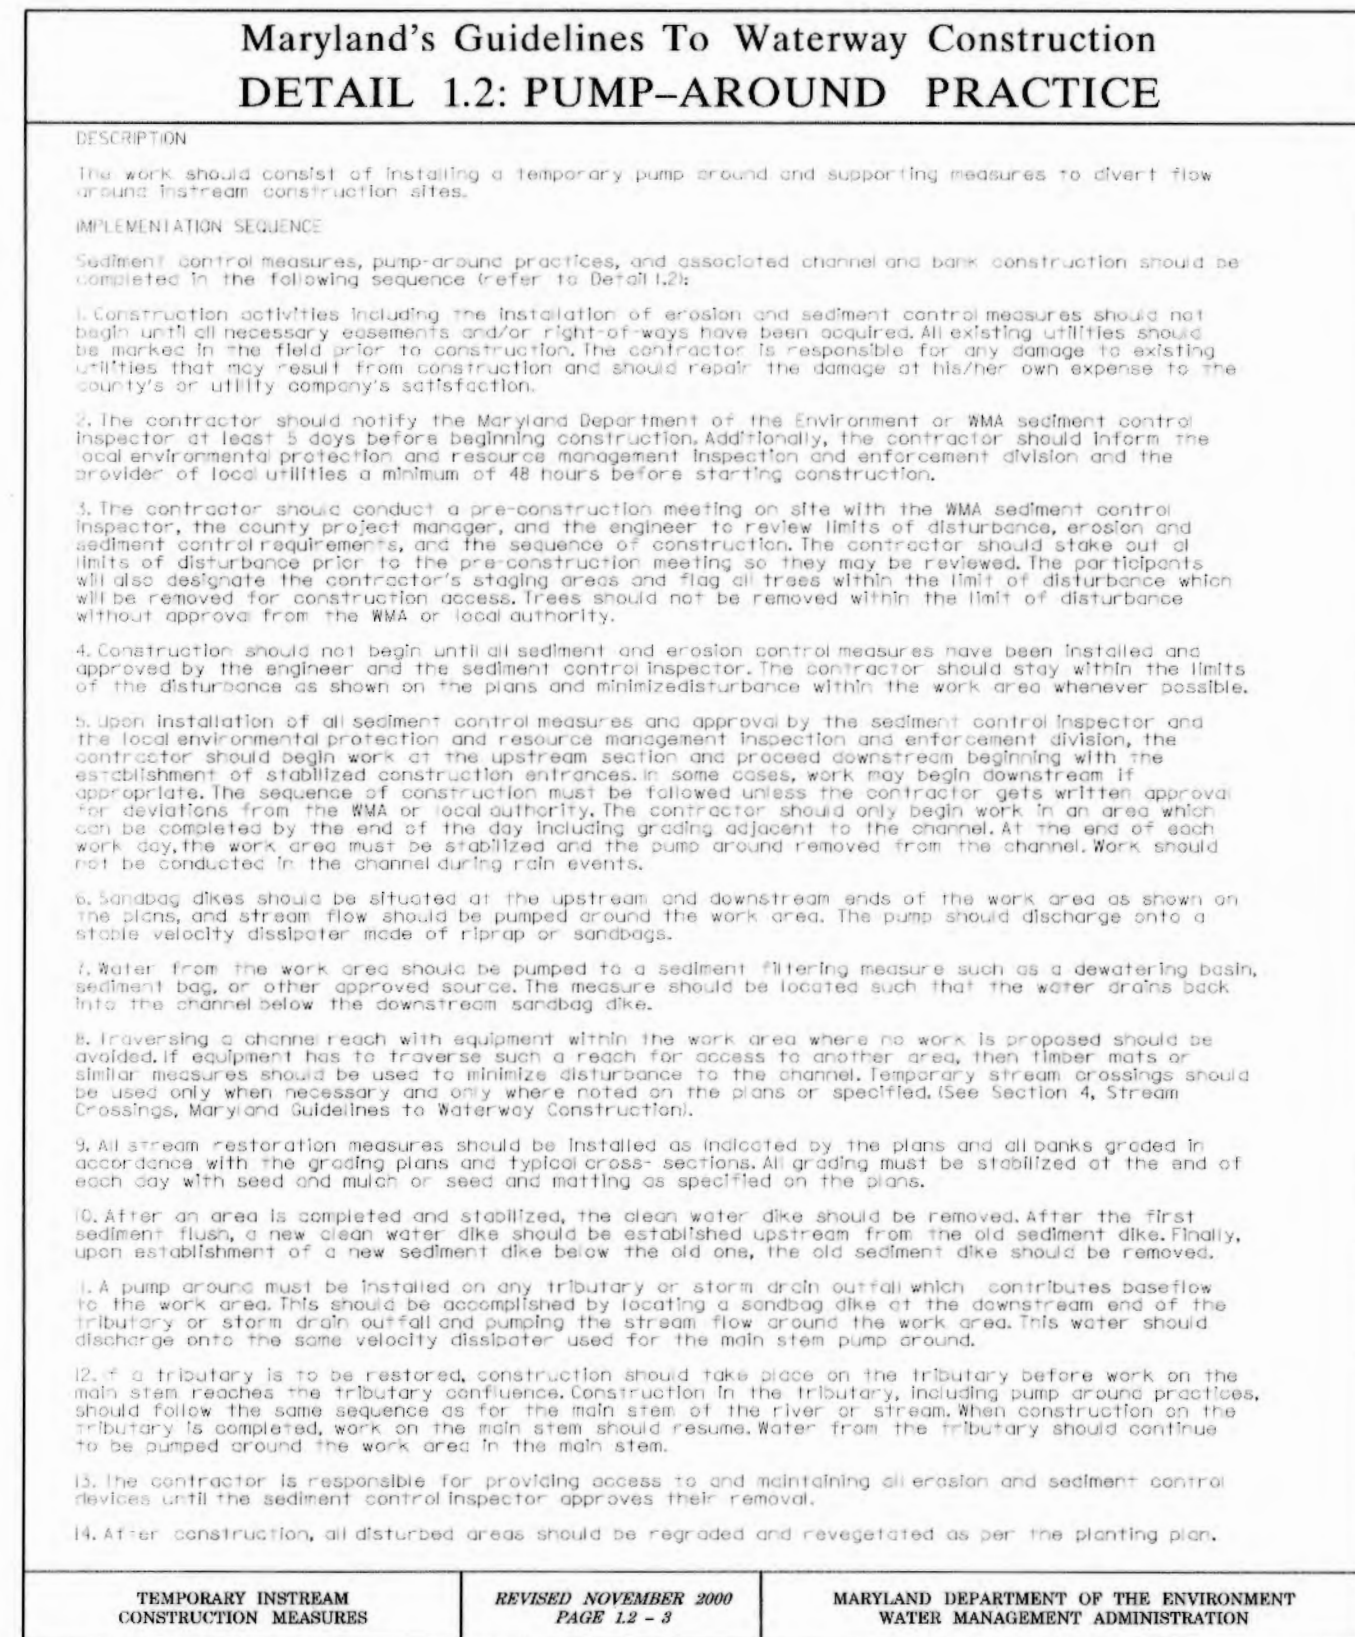 Maryland's Guidelines To Waterway Construction
DETAIL 1.2: PUMP-AROUND PRACTICE
DESCRIPTION
The work should consist of installing a temporary pump around and supporting measures to divert flow
around instream construction sites.
IMPLEMENTATION SEQUENCE
Sediment control measures, pump-around practices, and associated channel and bank construction should be
completed in the following sequence (refer to Detail 1.2):
1. Construction activities including the installation of erosion and sediment control measures should not
begin until all necessary easements and/or right-of-ways have been acquired. All existing utilities should
be marked in the field prior to construction. The contractor is responsible for any damage to existing
utilities that may result from construction and should repair the damage at his/her own expense to the
county's or utility company's satisfaction.
2. The contractor should notify the Maryland Department of the Environment or WMA sediment control
inspector at least 5 days before beginning construction. Additionally, the contractor should inform the
local environmental protection and resource management inspection and enforcement division and the
provider of local utilities a minimum of 48 hours before starting construction.
3. The contractor should conduct a pre-construction meeting on site with the WMA sediment control
inspector, the county project manager, and the engineer to review limits of disturbance, erosion and
sediment control requirements, and the sequence of construction. The contractor should stake out all
limits of disturbance prior to the pre-construction meeting so they may be reviewed. The participants
will also designate the contractor's staging areas and flag all trees within the limit of disturbance which
will be removed for construction access. Trees should not be removed within the limit of disturbance
without approval from the WMA or local authority.
4. Construction should not begin until all sediment and erosion control measures have been installed and
approved by the engineer and the sediment control inspector. The contractor should stay within the limits
of the disturbance as shown on the plans and minimizedisturbance within the work area whenever possible.
5. Upon installation of all sediment control measures and approval by the sediment control inspector and
the local environmental protection and resource management inspection and enforcement division, the
contractor should begin work at the upstream section and proceed downstream beginning with the
establishment of stabilized construction entrances. In some cases, work may begin downstream if
appropriate. The sequence of construction must be followed unless the contractor gets written approval
for deviations from the WMA or local authority. The contractor should only begin work in an area which
can be completed by the end of the day including grading adjacent to the channel. At the end of each
work day, the work area must be stabilized and the pump around removed from the channel. Work should
not be conducted in the channel during rain events.
6. Sandbag dikes should be situated at the upstream and downstream ends of the work area as shown on
the plans, and stream flow should be pumped around the work area. The pump should discharge onto a
stable velocity dissipater made of riprap or sandbags.
7. Water from the work area should be pumped to a sediment filtering measure such as a dewatering basin,
sediment bag, or other approved source. The measure should be located such that the water drains back
into the channel below the downstream sandbag dike.
8. Traversing a channel reach with equipment within the work area where no work is proposed should be
avoided. If equipment has to traverse such a reach for access to another area, then timber mats or
similar measures should be used to minimize disturbance to the channel. Temporary stream crossings should
be used only when necessary and only where noted on the plans or specified. (See Section 4, Stream
Crossings, Maryland Guidelines to Waterway Construction).
9. All stream restoration measures should be installed as indicated by the plans and all banks graded in
accordance with the grading plans and typical cross- sections. All grading must be stabilized at the end of
each day with seed and mulch or seed and matting as specified on the plans.
10. After an area is completed and stabilized, the clean water dike should be removed. After the first
sediment flush, a new clean water dike should be established upstream from the old sediment dike. Finally,
upon establishment of a new sediment dike below the old one, the old sediment dike should be removed.
11. A pump around must be installed on any tributary or storm drain outfall which contributes baseflow
to the work area. This should be accomplished by locating a sandbag dike at the downstream end of the
tributary or storm drain outfall and pumping the stream flow around the work area. This water should
discharge onto the same velocity dissipater used for the main stem pump around.
12. If a tributary is to be restored, construction should take place on the tributary before work on the
main stem reaches the tributary confluence. Construction in the tributary, including pump around practices,
should follow the same sequence as for the main stem of the river or stream. When construction on the
tributary is completed, work on the main stem should resume. Water from the tributary should continue
to be pumped around the work area in the main stem.
13. The contractor is responsible for providing access to and maintaining all erosion and sediment control
devices until the sediment control inspector approves their removal.
14. After construction, all disturbed areas should be regraded and revegetated as per the planting plan.
TEMPORARY INSTREAM
CONSTRUCTION MEASURES
REVISED NOVEMBER 2000
PAGE 1.2 - 3
MARYLAND DEPARTMENT OF THE ENVIRONMENT
WATER MANAGEMENT ADMINISTRATION